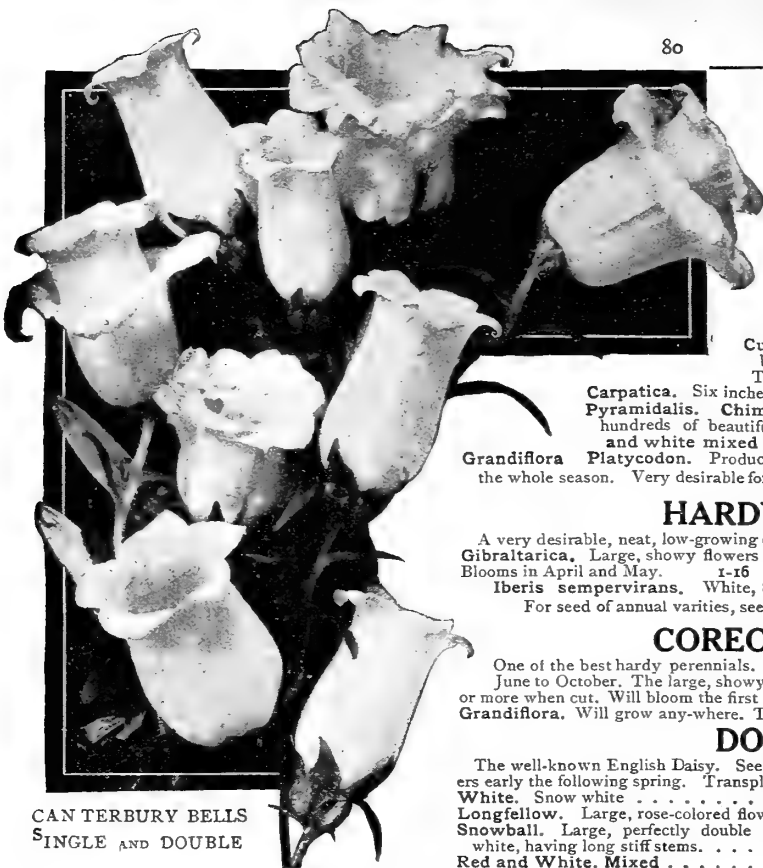 80
Cu
T
Carpatica. Six inche
Pyramidalis. Chim
hundreds of beautif
and white mixed
Grandiflora Platycodon. Produc
the whole season. Very desirable fo
HARDY
A very desirable, neat, low-growing
Gibraltarica. Large, showy flowers
Blooms in April and May. 1-16
Iberis sempervirans. White,
For seed of annual varities, see
COREO
One of the best hardy perennials.
June to October. The large, showy
or more when cut. Will bloom the first
Grandiflora. Will grow any-where. T
DO
The well-known English Daisy. See
ers early the following spring. Transpl
White. Snow white . . . . . . . .
Longfellow. Large, rose-colored flow
Snowball. Large, perfectly double
white, having long stiff stems. . . .
Red and White. Mixed . . . . . .
CANTERBURY BELLS
SINGLE AND DOUBLE